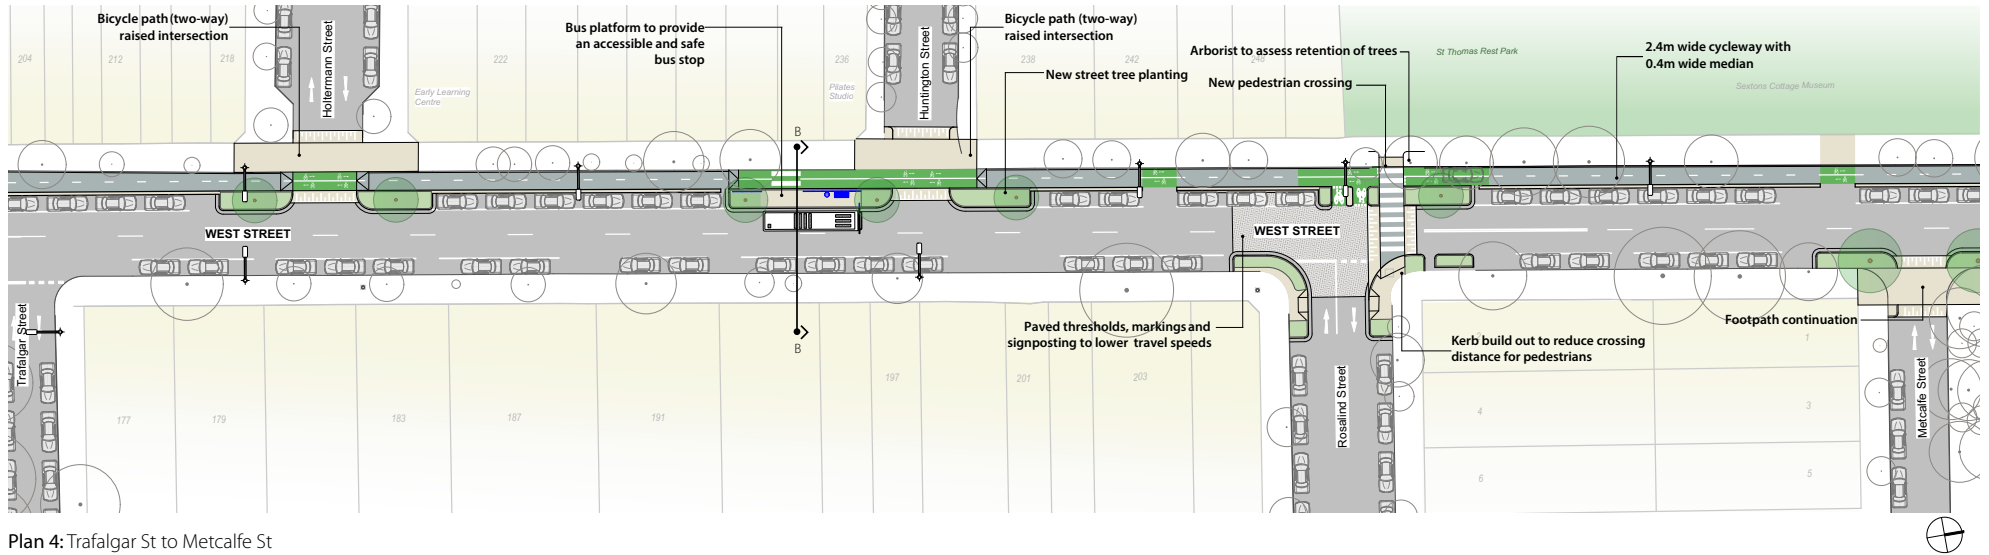 Bicycle path (two-way)
raised intersection
Holtermann Street
Bus platform to provide
an accessible and safe
bus stop
Huntington Street
Bicycle path (two-way)
raised intersection
New street tree planting
Arborist to assess retention of trees
New pedestrian crossing
St Thomas Rest Park
2.4m wide cycleway with
0.4m wide median
Sextons Cottage Museum
204
212
218
222
236
238
242
248
Early Learning
Centre
Pilates
Studio
B
WEST STREET
WEST STREET
B
Trafalgar Street
Paved thresholds, markings and
signposting to lower travel speeds
Rosalind Street
Kerb build out to reduce crossing
distance for pedestrians
Footpath continuation
Metcalfe Street
177
179
183
187
191
197
201
203
1
4
3
6
5
Plan 4: Trafalgar St to Metcalfe St